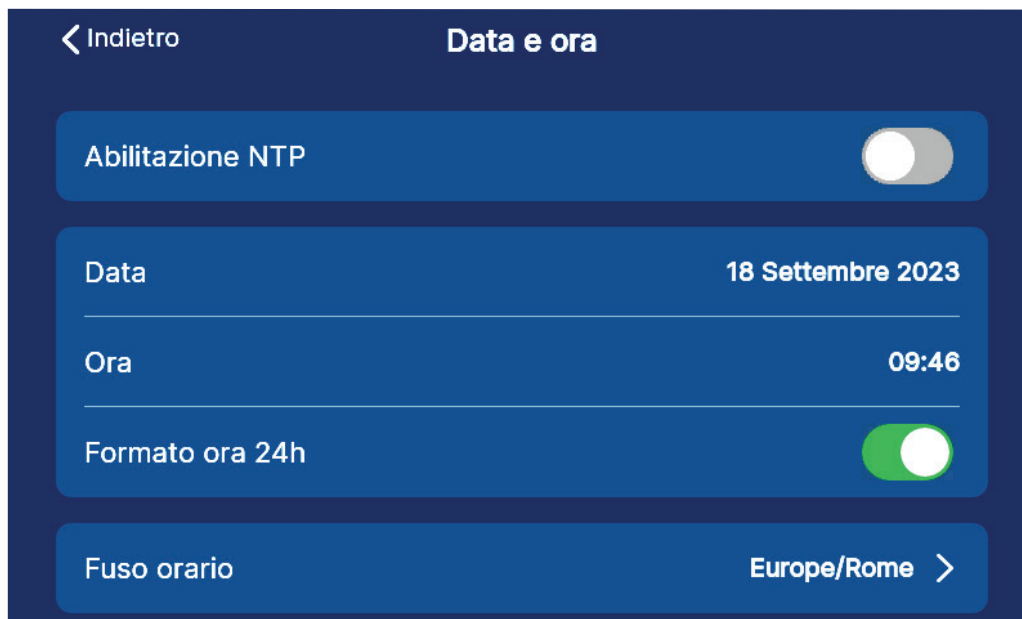 Indietro
Data e ora
Abilitazione NTP
Data 18 Settembre 2023
Ora 09:46
Formato ora 24h
Fuso orario Europe/Rome